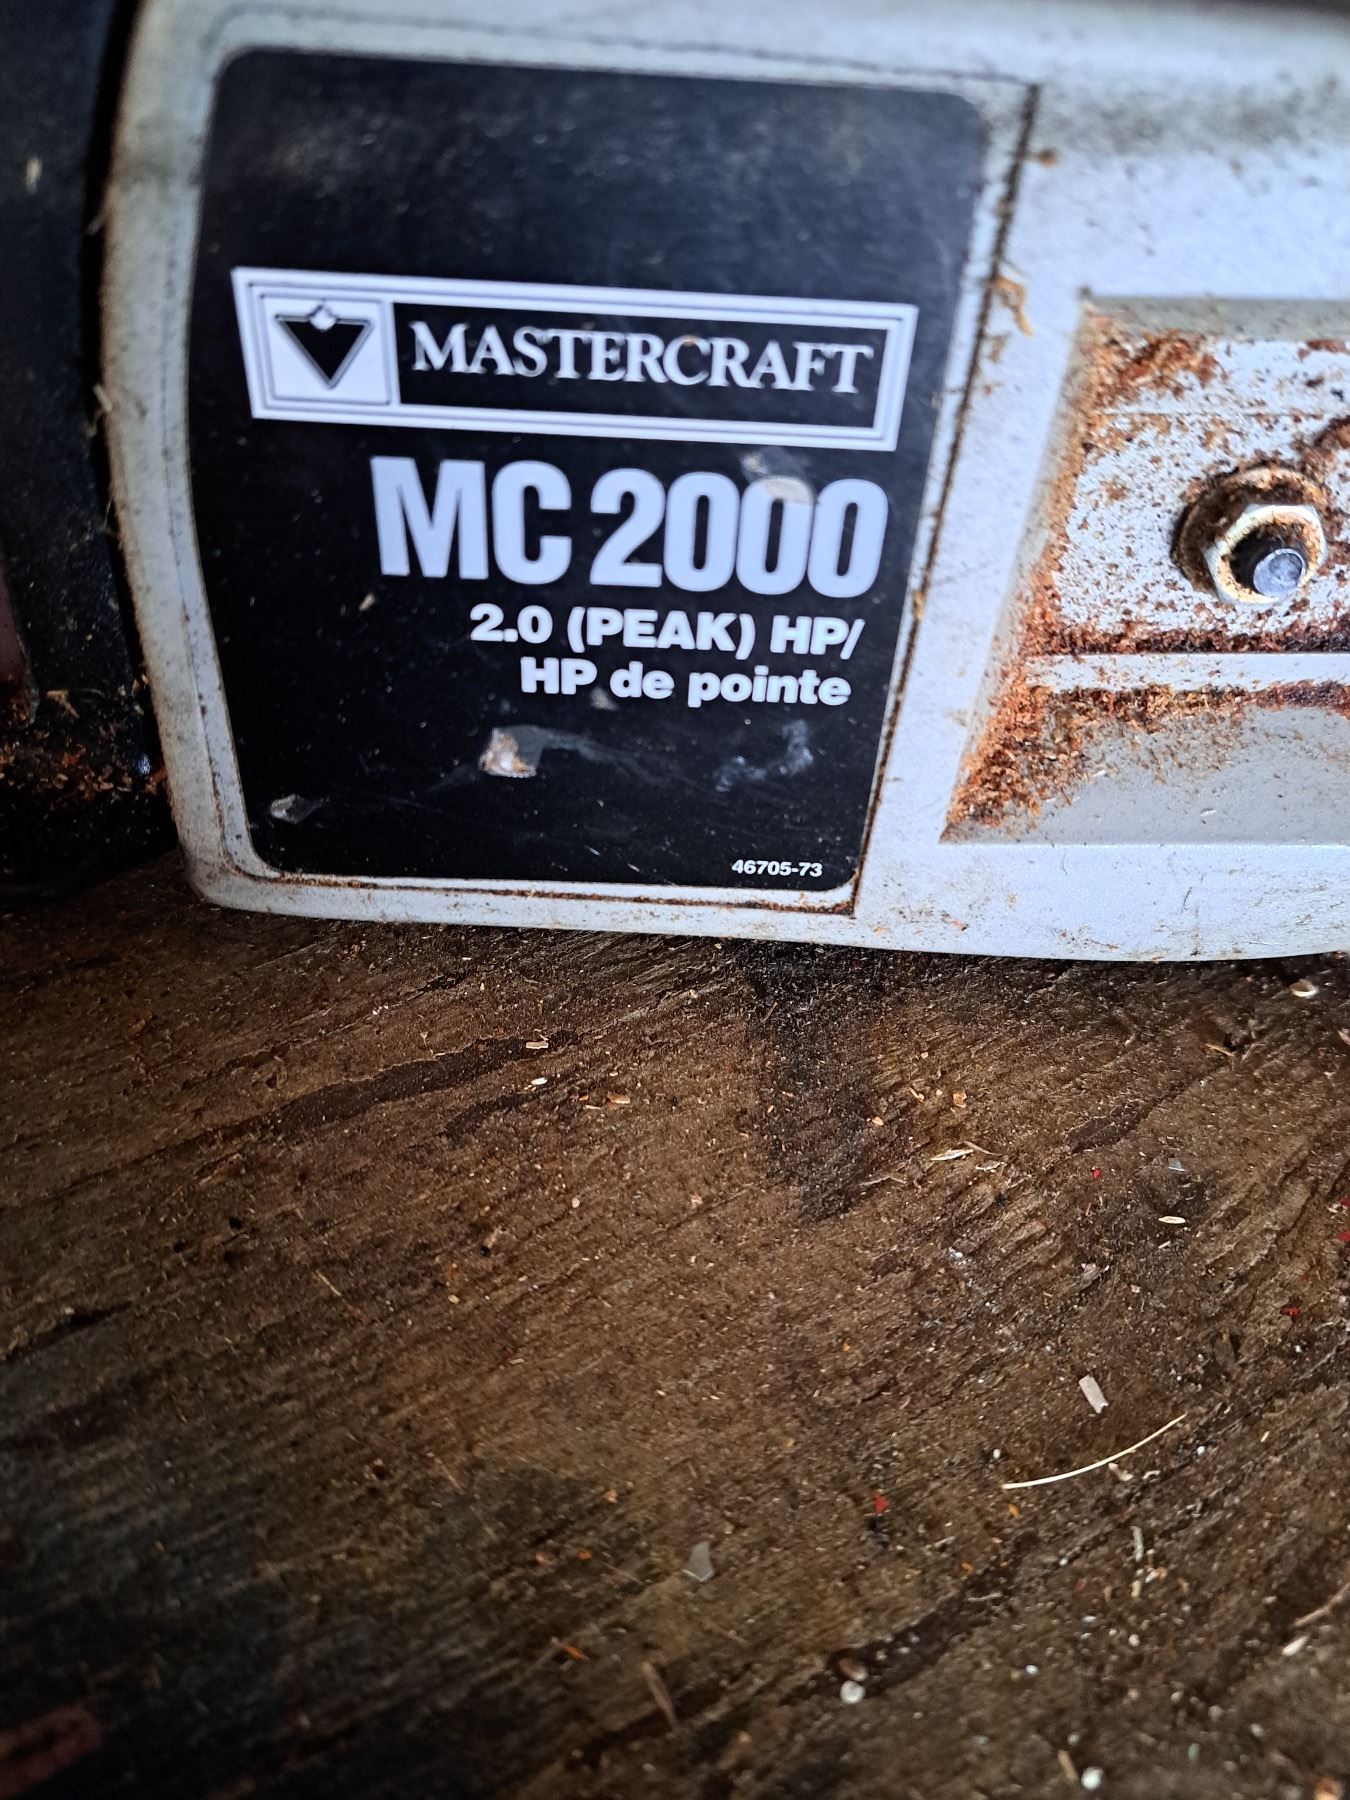 MASTERCRAFT
MC 2000
2.0 (PEAK) HP/
HP de pointe
46705-73